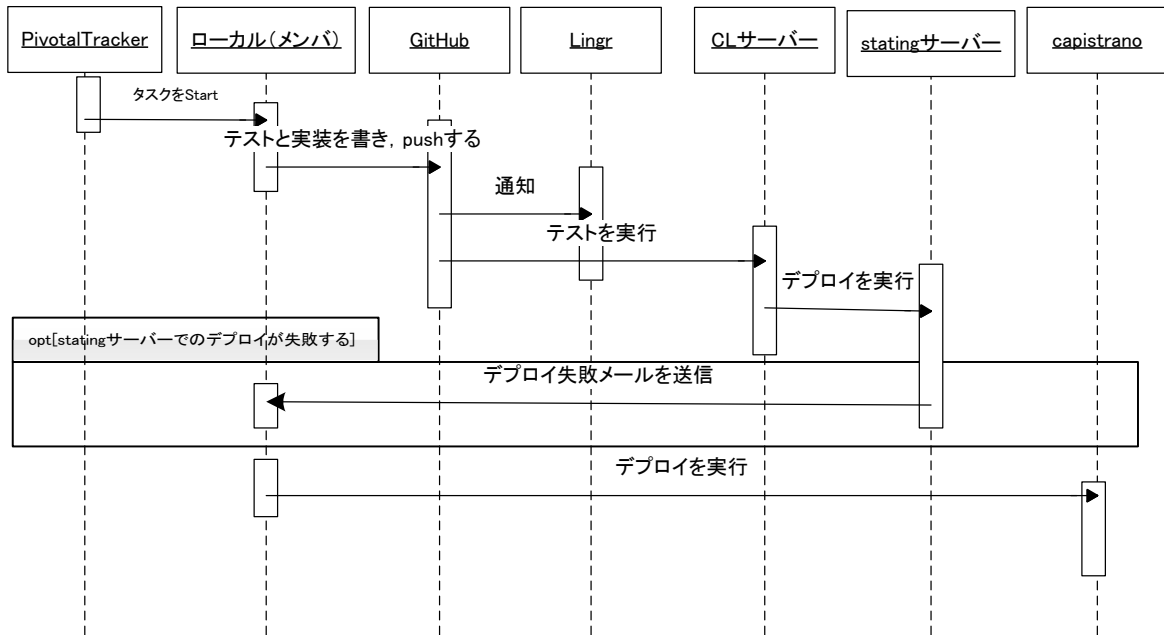 PivotalTracker
ローカル(メンバ)
GitHub
Lingr
CLサーバー
statingサーバー
capistrano
タスクをStart
テストと実装を書き，pushする
通知
テストを実行
デプロイを実行
opt[statingサーバーでのデプロイが失敗する]
デプロイ失敗メールを送信
デプロイを実行